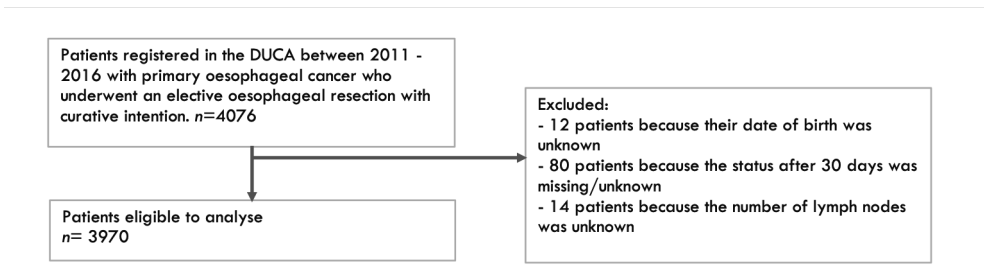 Patients registered in the DUCA between 2011 -
2016 with primary oesophageal cancer who
underwent an elective oesophageal resection with
curative intention. n=4076
Excluded:
- 12 patients because their date of birth was
unknown
- 80 patients because the status after 30 days was
missing/unknown
- 14 patients because the number of lymph nodes
was unknown
Patients eligible to analyse
n= 3970